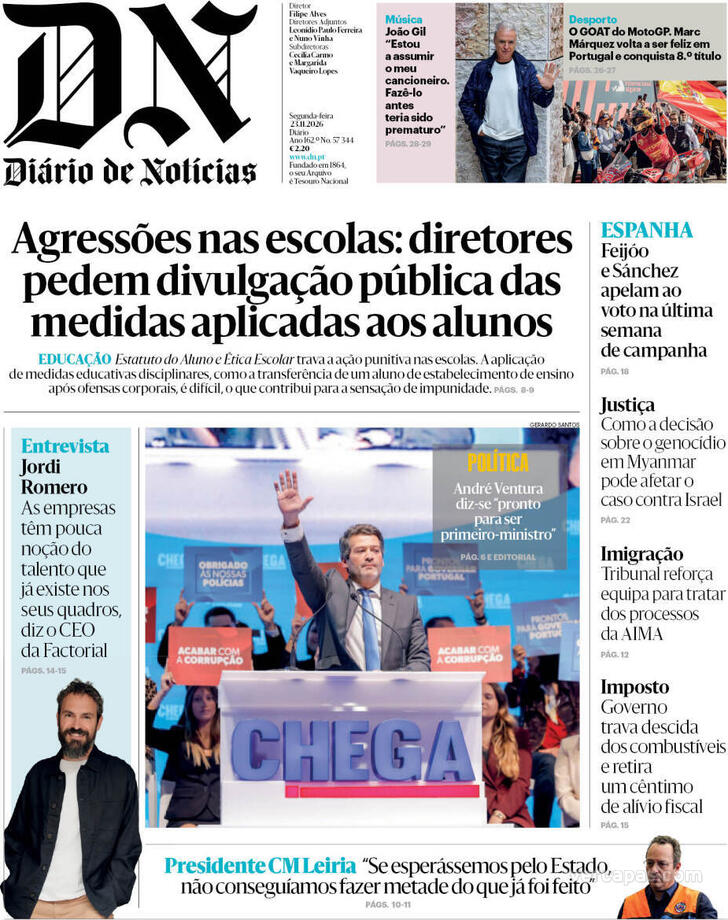 DN
Diário de Notícias
Diretor
Filipe Alves
Diretores Adjuntos
Leonídio Paulo Ferreira
e Nuno Vinha
Subdiretoras
Cecília Carmo
e Margarida
Vaqueiro Lopes
Segunda-feira
23.11.2026
Diário
Ano 162.º No. 57 344
€ 2,20
www.dn.pt
Fundado em 1864,
o seu Arquivo
é Tesouro Nacional
Música
João Gil
“Estou
a assumir
o meu
cancioneiro.
Fazê-lo
antes
teria sido
prematuro”
PÁGS. 28-29
Desporto
O GOAT do MotoGP. Marc
Márquez volta a ser feliz em
Portugal e conquista 8.º título
PÁGS. 26-27
Agressões nas escolas: diretores
pedem divulgação pública das
medidas aplicadas aos alunos
EDUCAÇÃO Estatuto do Aluno e Ética Escolar trava a ação punitiva nas escolas. A aplicação
de medidas educativas disciplinares, como a transferência de um aluno de estabelecimento de ensino
após ofensas corporais, é difícil, o que contribui para a sensação de impunidade. PÁGS. 8-9
ESPANHA
Feijóo
e Sánchez
apelam ao
voto na última
semana
de campanha
PÁG. 18
Justiça
Como a decisão
sobre o genocídio
em Myanmar
pode afetar o
caso contra Israel
PÁG. 22
Imigração
Tribunal reforça
equipa para tratar
dos processos
da AIMA
PÁG. 12
Imposto
Governo
trava descida
dos combustíveis
e retira
um cêntimo
de alívio fiscal
PÁG. 15
Entrevista
Jordi
Romero
As empresas
têm pouca
noção do
talento que
já existe nos
seus quadros,
diz o CEO
da Factorial
PÁGS. 14-15
GERARDO SANTOS
POLÍTICA
André Ventura
diz-se “pronto
para ser
primeiro-ministro”
PÁG. 6 E EDITORIAL
CHEGA
OBRIGADO
ÀS NOSSAS
POLÍCIAS
PRONTOS
PARA GOVERNAR
PORTUGAL
PRONTOS
PARA GOVERNAR
PORTUGAL
ACABAR COM
A CORRUPÇÃO
ACABAR COM
A CORRUPÇÃO
CHEGA
Presidente CM Leiria “Se esperássemos pelo Estado,
não conseguíamos fazer metade do que já foi feito”
PÁGS. 10-11
vercapas.com